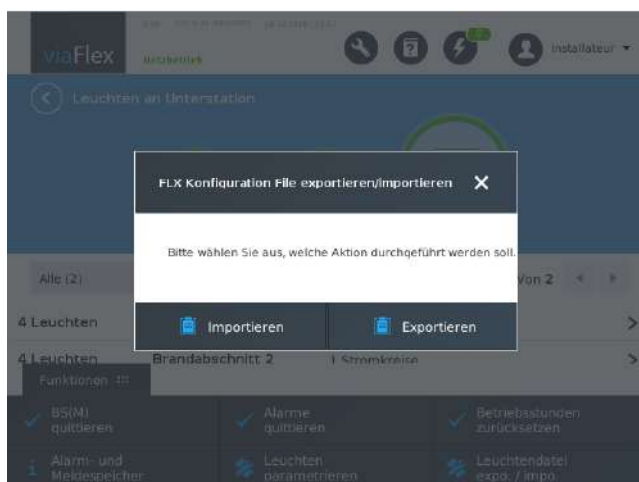 viaFlex
Netzbetrieb
Installateur
Leuchten an Unterstation
FLX Konfiguration File exportieren/importieren
Bitte wählen Sie aus, welche Aktion durchgeführt werden soll.
Alle (2)
Von 2
Importieren
Exportieren
4 Leuchten
4 Leuchten
Brandabschnitt 2
1 Stromkreise
Funktionen
BS(M)
quittieren
Alarme
quittieren
Betriebsstunden
zurücksetzen
Alarm- und
Meldespeicher
Leuchten
parametrieren
Leuchtendatei
expo. / impo.